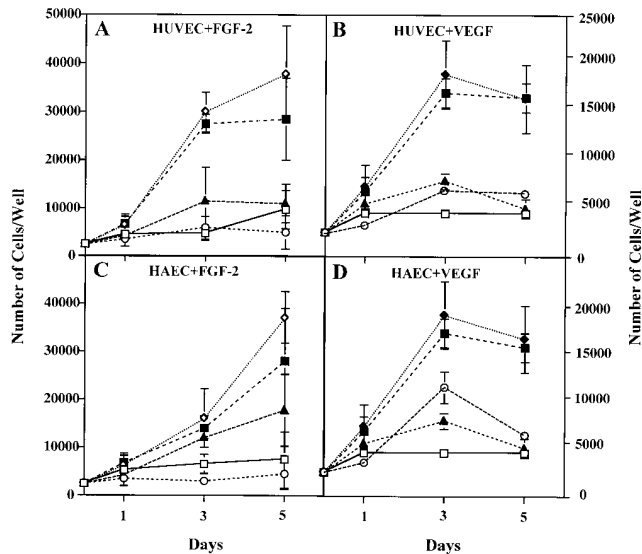 A HUVEC+FGF-2
B HUVEC+VEGF
50000
40000
30000
20000
10000
0
25000
20000
15000
10000
5000
0
C HAEC+FGF-2
D HAEC+VEGF
40000
30000
20000
10000
0
20000
15000
10000
5000
0
Number of Cells/Well
Number of Cells/Well
1 3 5
1 3 5
Days
Days